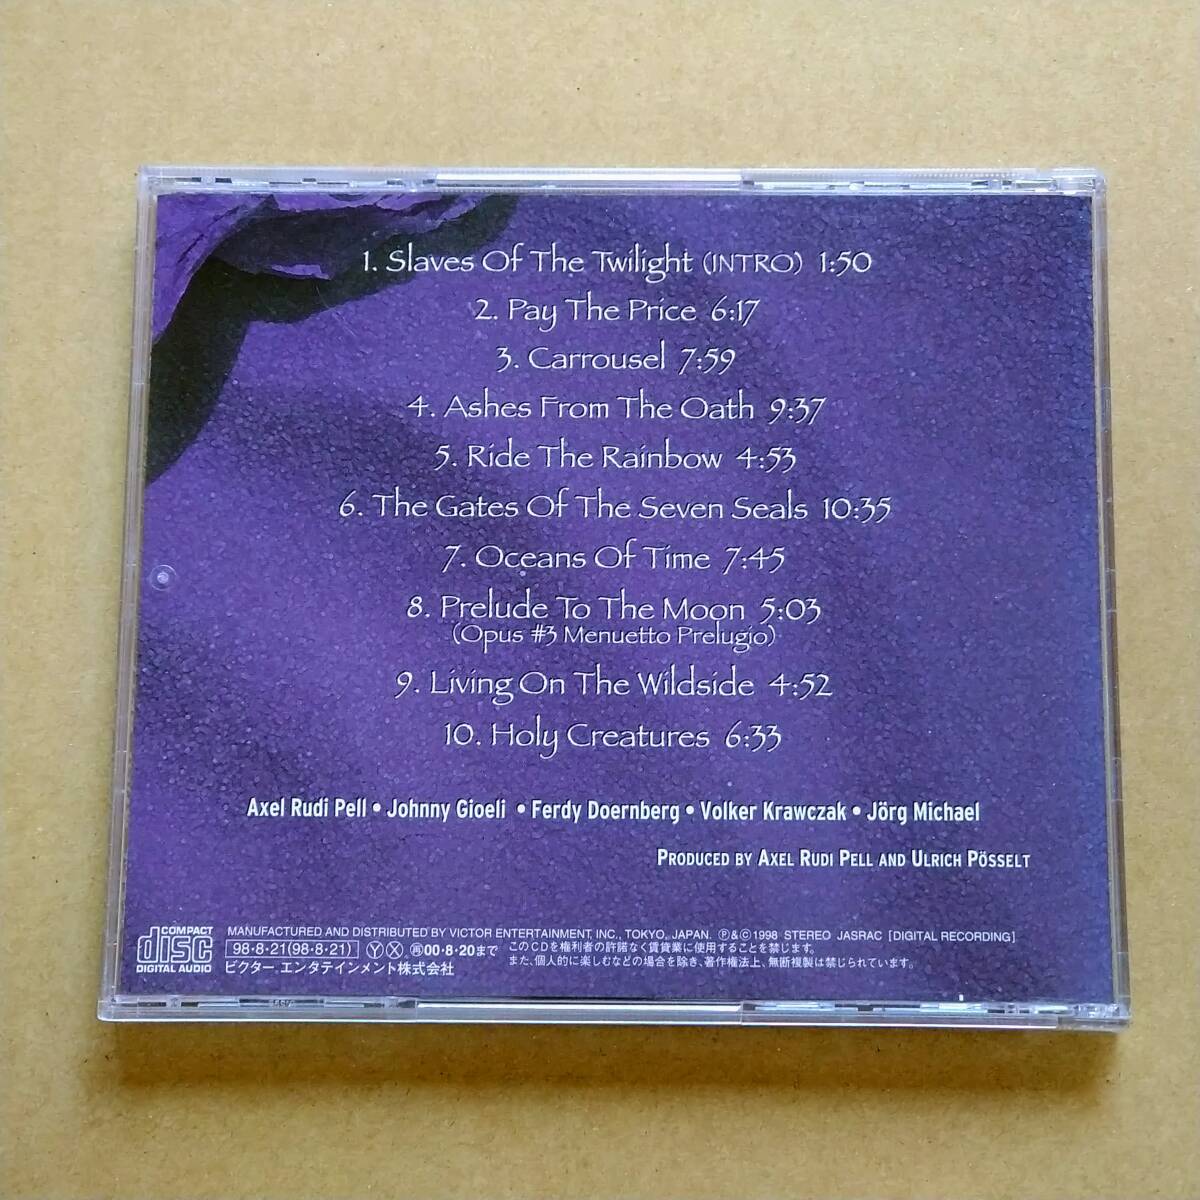 1. Slaves Of The Twilight (INTRO) 1:50
2. Pay The Price 6:17
3. Carrousel 7:59
4. Ashes From The Oath 9:37
5. Ride The Rainbow 4:53
6. The Gates Of The Seven Seals 10:35
7. Oceans Of Time 7:45
8. Prelude To The Moon 5:03
(Opus #3 Menuetto Prelugio)
9. Living On The Wildside 4:52
10. Holy Creatures 6:33
Axel Rudi Pell • Johnny Gioeli • Ferdy Doernberg • Volker Krawczak • Jörg Michael
PRODUCED BY AXEL RUDI PELL AND ULRICH PÖSSELT
COMPACT disc DIGITAL AUDIO
MANUFACTURED AND DISTRIBUTED BY VICTOR ENTERTAINMENT, INC., TOKYO, JAPAN. ℗&©1998 STEREO JASRAC [DIGITAL RECORDING]
98・8・21(98・8・21) Ⓨ Ⓧ ㊞00・8・20まで
このCDを権利者の許諾なく賃貸業に使用することを禁じます。
また、個人的に楽しむなどの場合を除き、著作権法上、無断複製は禁じられています。
ビクター エンタテインメント株式会社